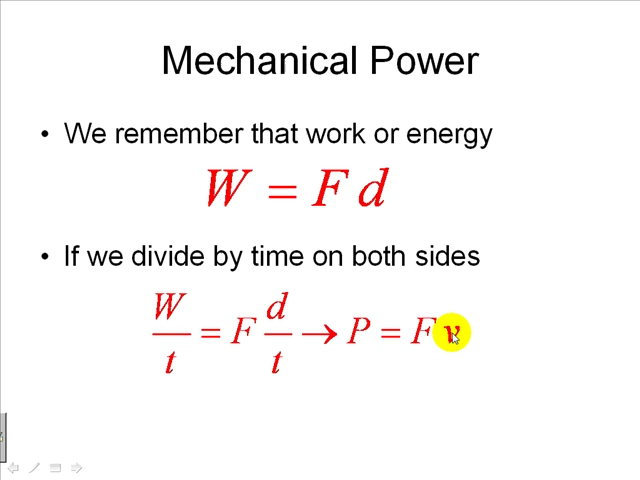 Mechanical Power
• We remember that work or energy
W = F d
• If we divide by time on both sides
W/t = F d/t → P = F v